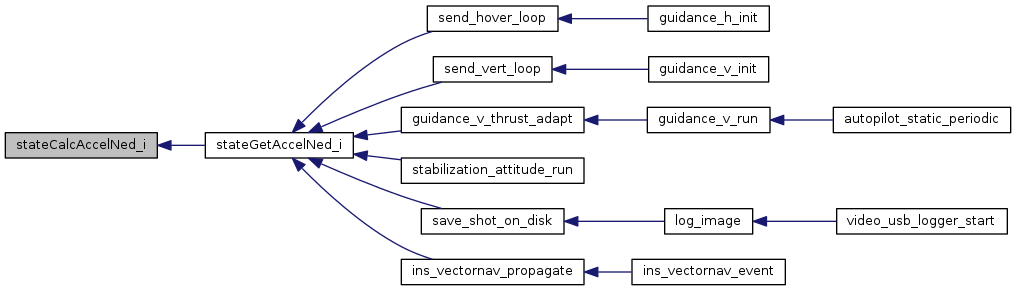 send_hover_loop
guidance_h_init
send_vert_loop
guidance_v_init
guidance_v_thrust_adapt
guidance_v_run
autopilot_static_periodic
stateCalcAccelNed_i
stateGetAccelNed_i
stabilization_attitude_run
save_shot_on_disk
log_image
video_usb_logger_start
ins_vectornav_propagate
ins_vectornav_event